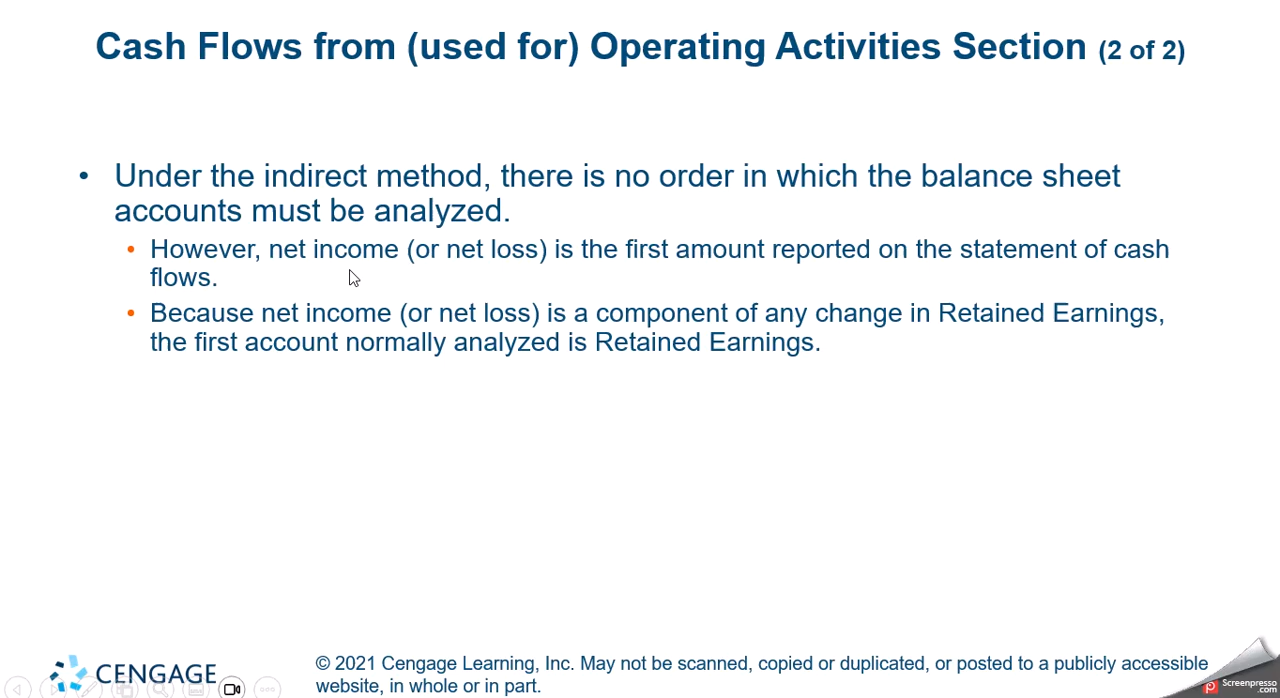 Cash Flows from (used for) Operating Activities Section (2 of 2)
• Under the indirect method, there is no order in which the balance sheet
accounts must be analyzed.
• However, net income (or net loss) is the first amount reported on the statement of cash
flows.
• Because net income (or net loss) is a component of any change in Retained Earnings,
the first account normally analyzed is Retained Earnings.
CENGAGE
© 2021 Cengage Learning, Inc. May not be scanned, copied or duplicated, or posted to a publicly accessible
website, in whole or in part.
Screenpresso
.com